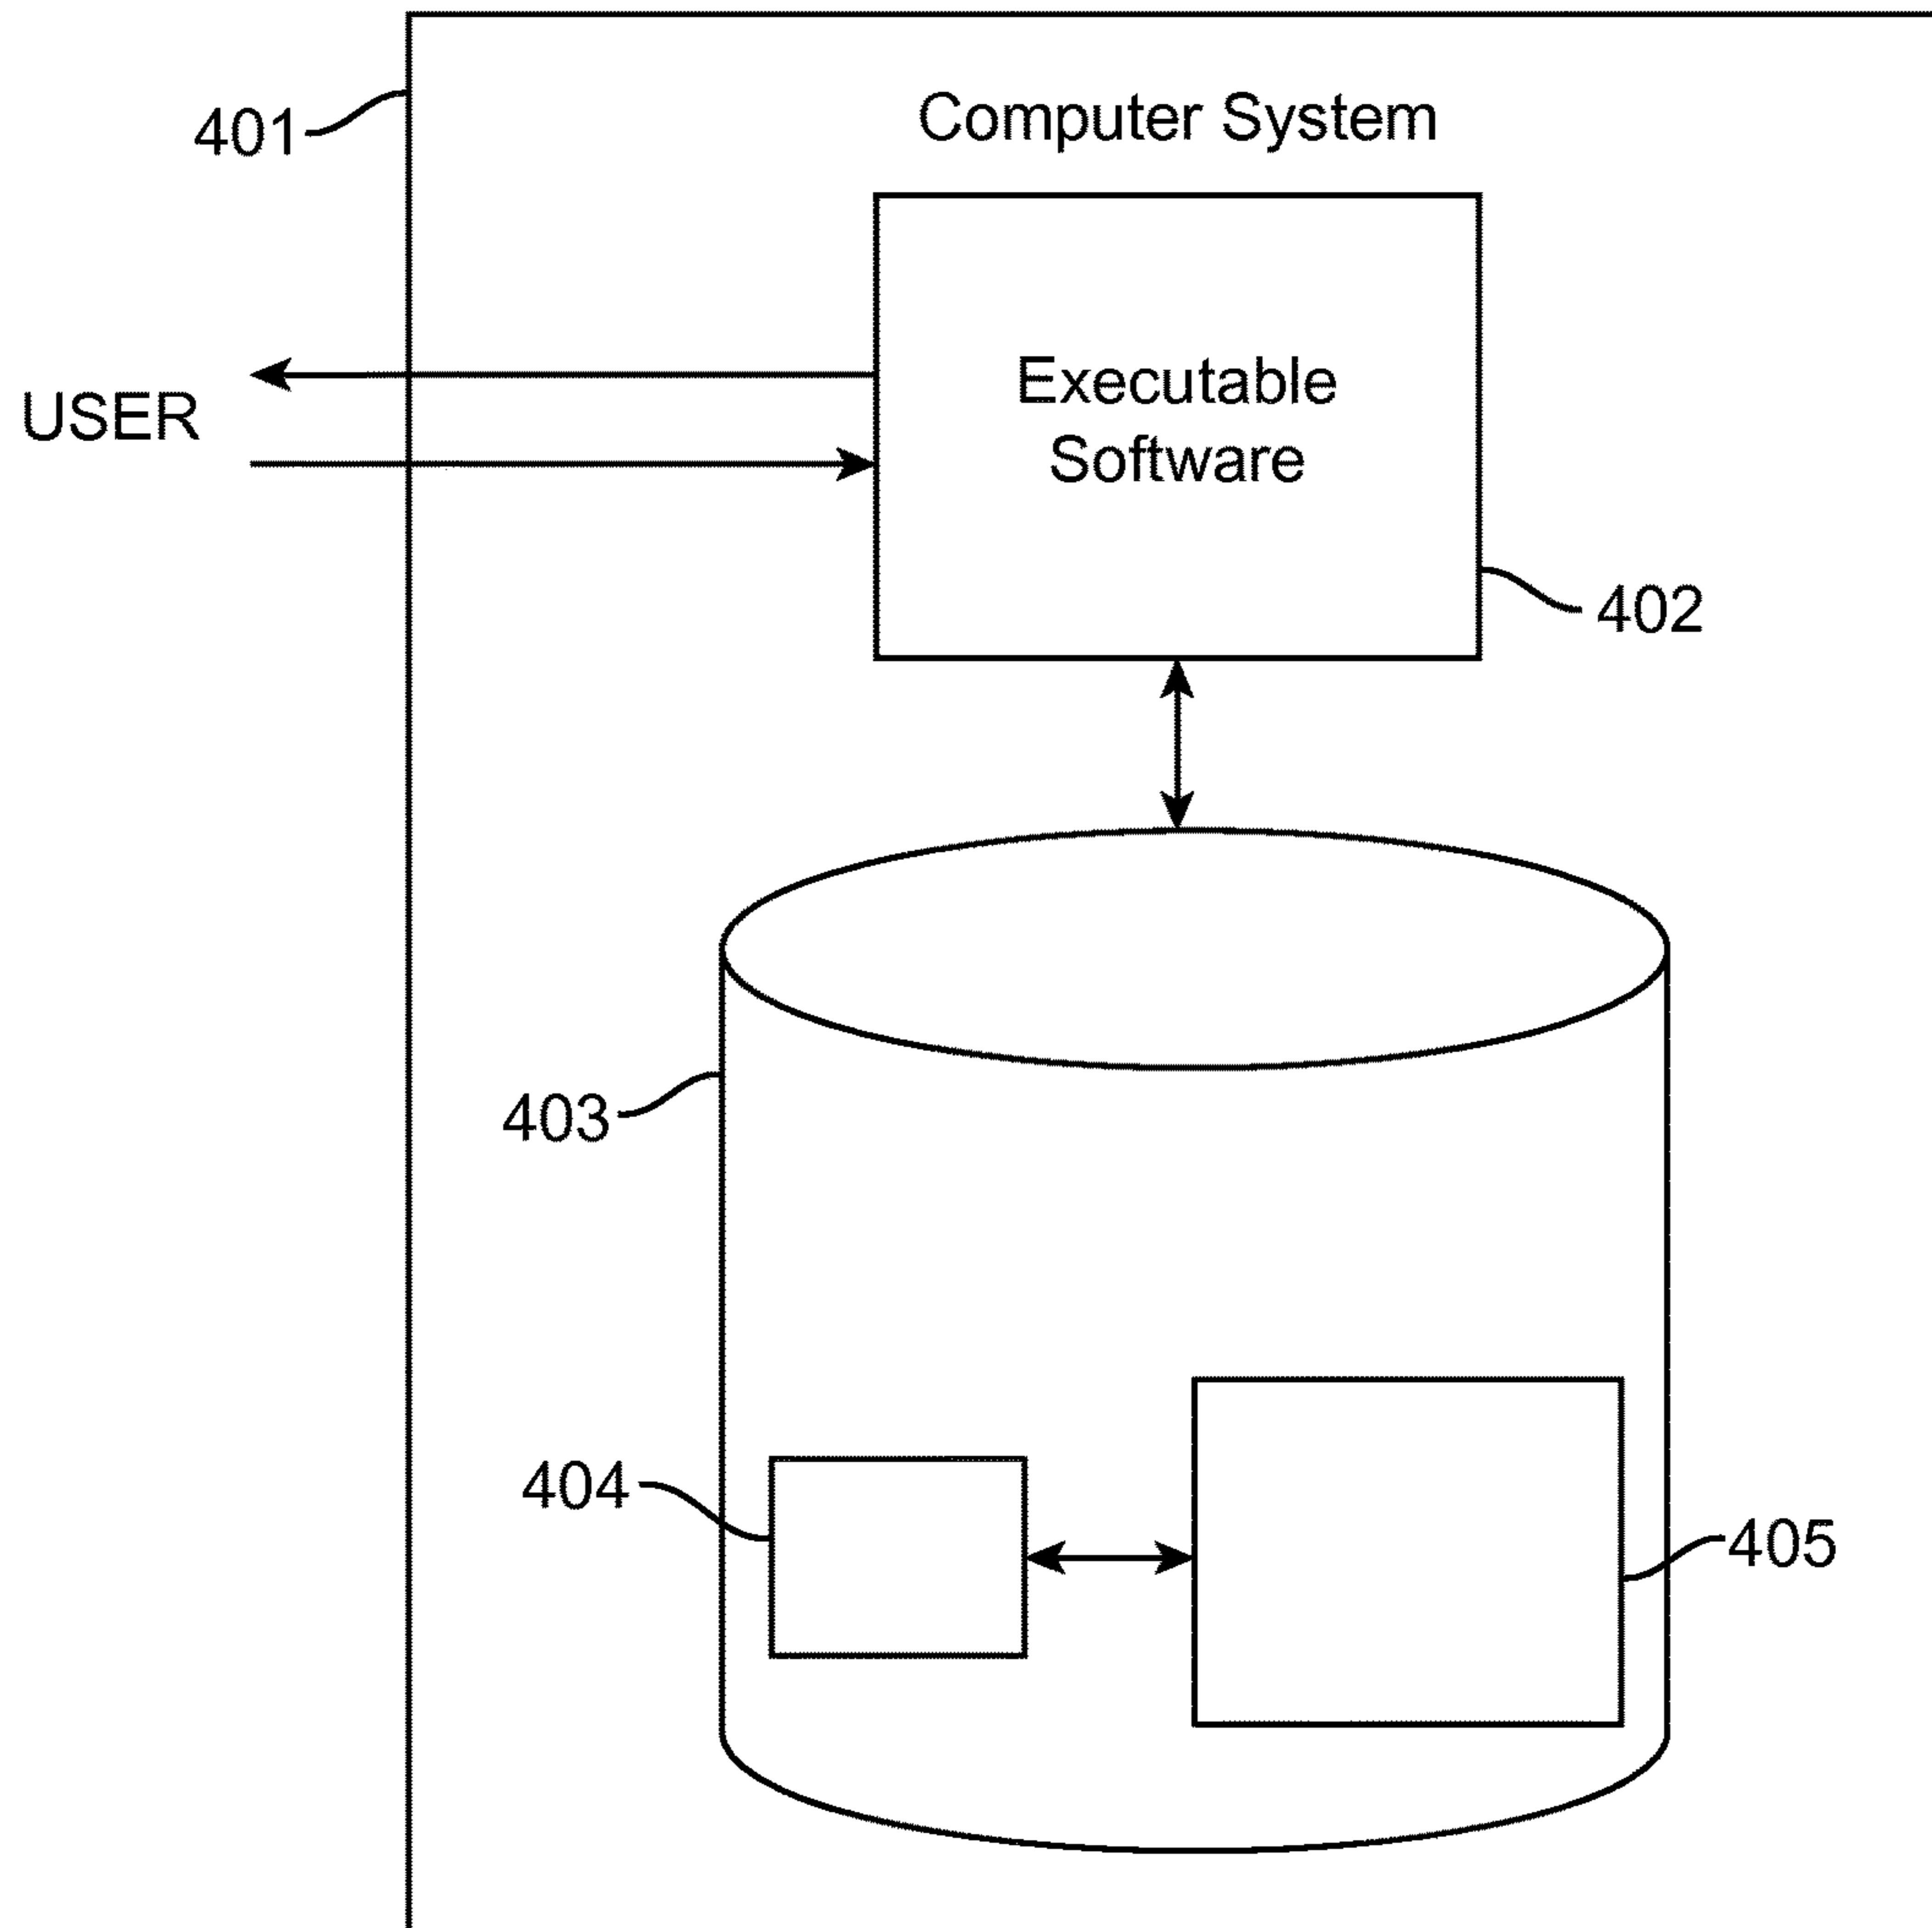 Computer System
401
Executable
Software
USER
402
403
404
405